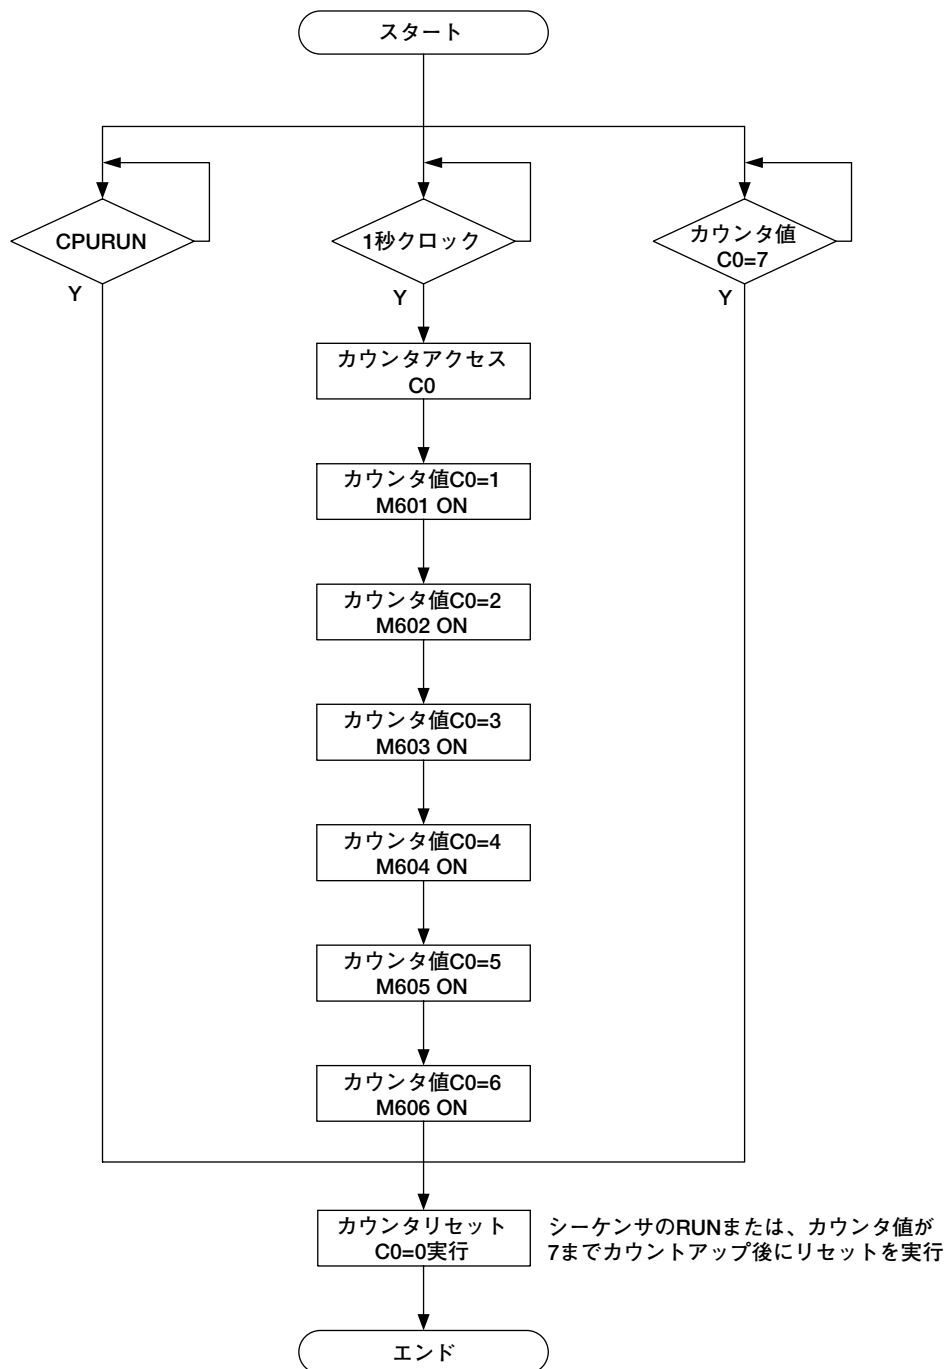 スタート
CPURUN
1秒クロック
カウンタ値
C0=7
Y
Y
Y
カウンタアクセス
C0
カウンタ値C0=1
M601 ON
カウンタ値C0=2
M602 ON
カウンタ値C0=3
M603 ON
カウンタ値C0=4
M604 ON
カウンタ値C0=5
M605 ON
カウンタ値C0=6
M606 ON
カウンタリセット
C0=0実行
シーケンサのRUNまたは、カウンタ値が
7までカウントアップ後にリセットを実行
エンド